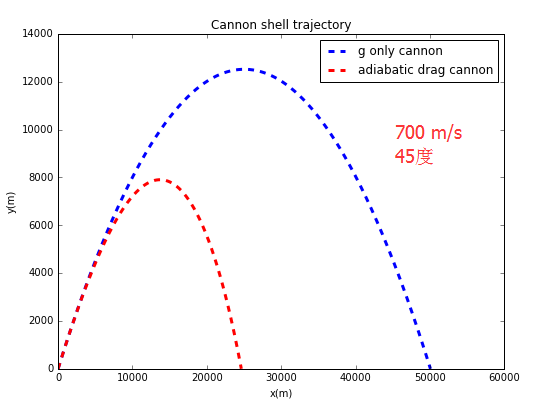 Cannon shell trajectory
14000
12000
10000
8000
6000
4000
2000
0
y(m)
g only cannon
adiabatic drag cannon
700 m/s
45度
0
10000
20000
30000
40000
50000
60000
x(m)